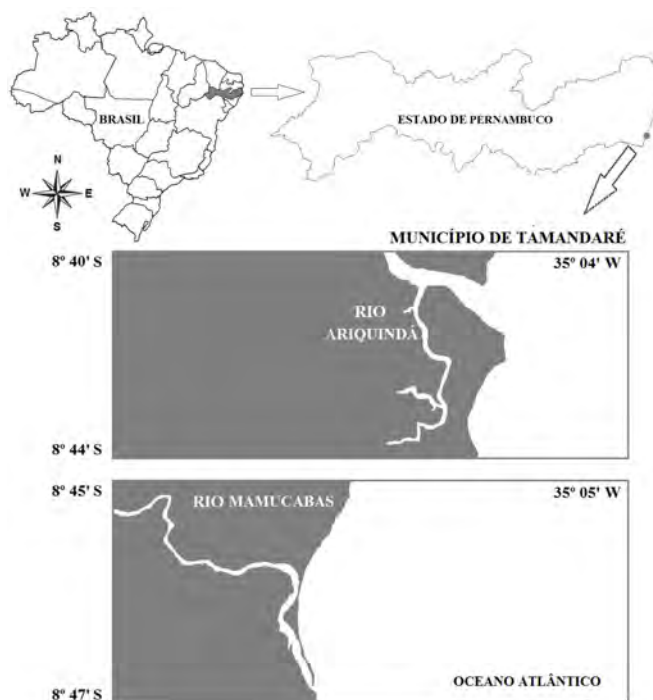 BRASIL
ESTADO DE PERNAMBUCO
N
W E
S
MUNICÍPIO DE TAMANDARÉ
8º 40' S
35º 04' W
RIO
ARIQUINDÁ
8º 44' S
8º 45' S
RIO MAMUCABAS
35º 05' W
OCEANO ATLÂNTICO
8º 47' S